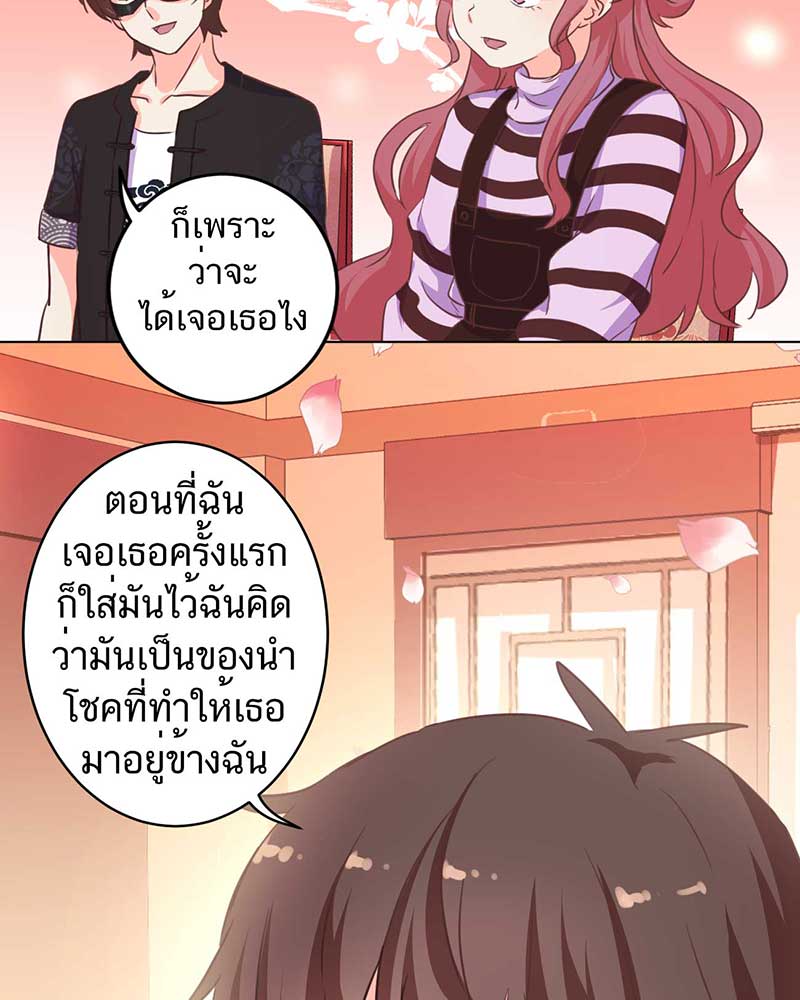 ก็เพราะ
ว่าจะ
ได้เจอเธอไง
ตอนที่ฉัน
เจอเธอครั้งแรก
ก็ใส่มันไว้ฉันคิด
ว่ามันเป็นของนำ
โชคที่ทำให้เธอ
มาอยู่ข้างฉัน